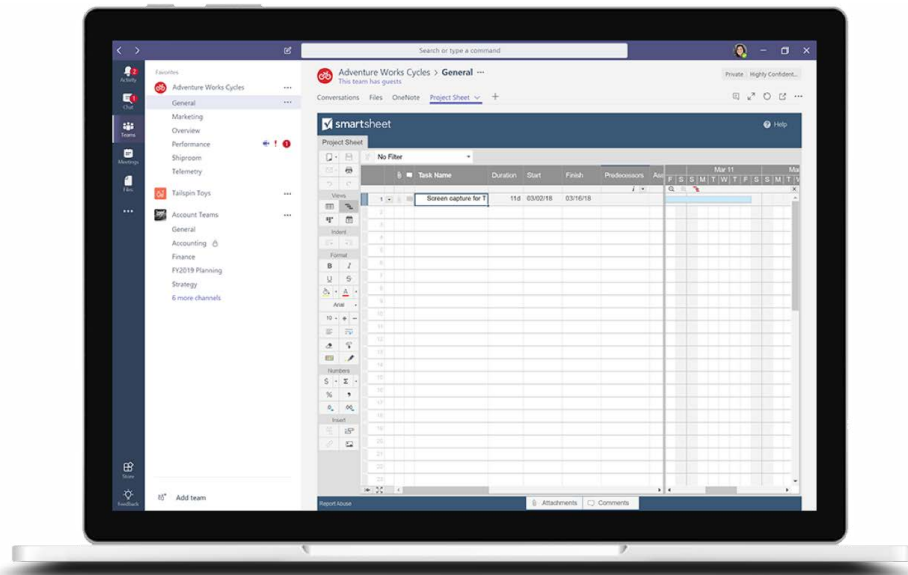 Search or type a command
2
Activity
Chat
Teams
Meetings
Files
Store
Feedback
Favorites
Adventure Works Cycles
General
Marketing
Overview
Performance
Shiproom
Telemetry
Tailspin Toys
Account Teams
General
Accounting
Finance
FY2019 Planning
Strategy
6 more channels
Add team
Adventure Works Cycles > General
This team has guests
Private Highly Confident...
Conversations Files OneNote Project Sheet +
smartsheet
Help
Project Sheet
No Filter
Task Name Duration Start Finish Predecessors
Mar 11
F S S M T W T F S S M T
1 Screen capture for T 11d 03/02/18 03/16/18
Views
Indent
Format
B I
U S
A
Arial
10
Numbers
$ Σ
%
Insert
Report Abuse
Attachments Comments